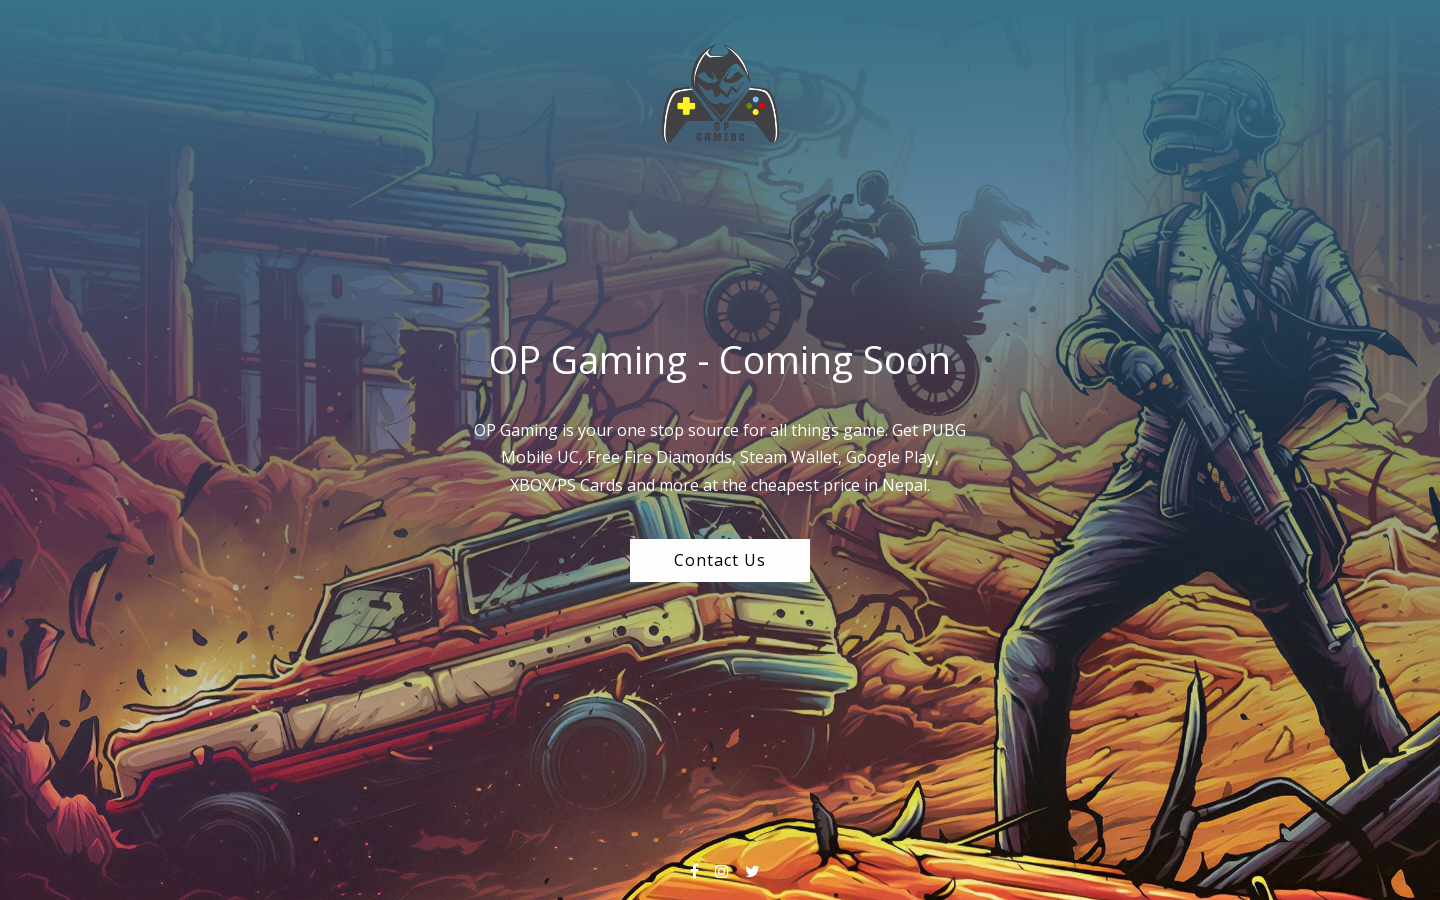 OP
GAMING
OP Gaming - Coming Soon
OP Gaming is your one stop source for all things game. Get PUBG
Mobile UC, Free Fire Diamonds, Steam Wallet, Google Play,
XBOX/PS Cards and more at the cheapest price in Nepal.
Contact Us